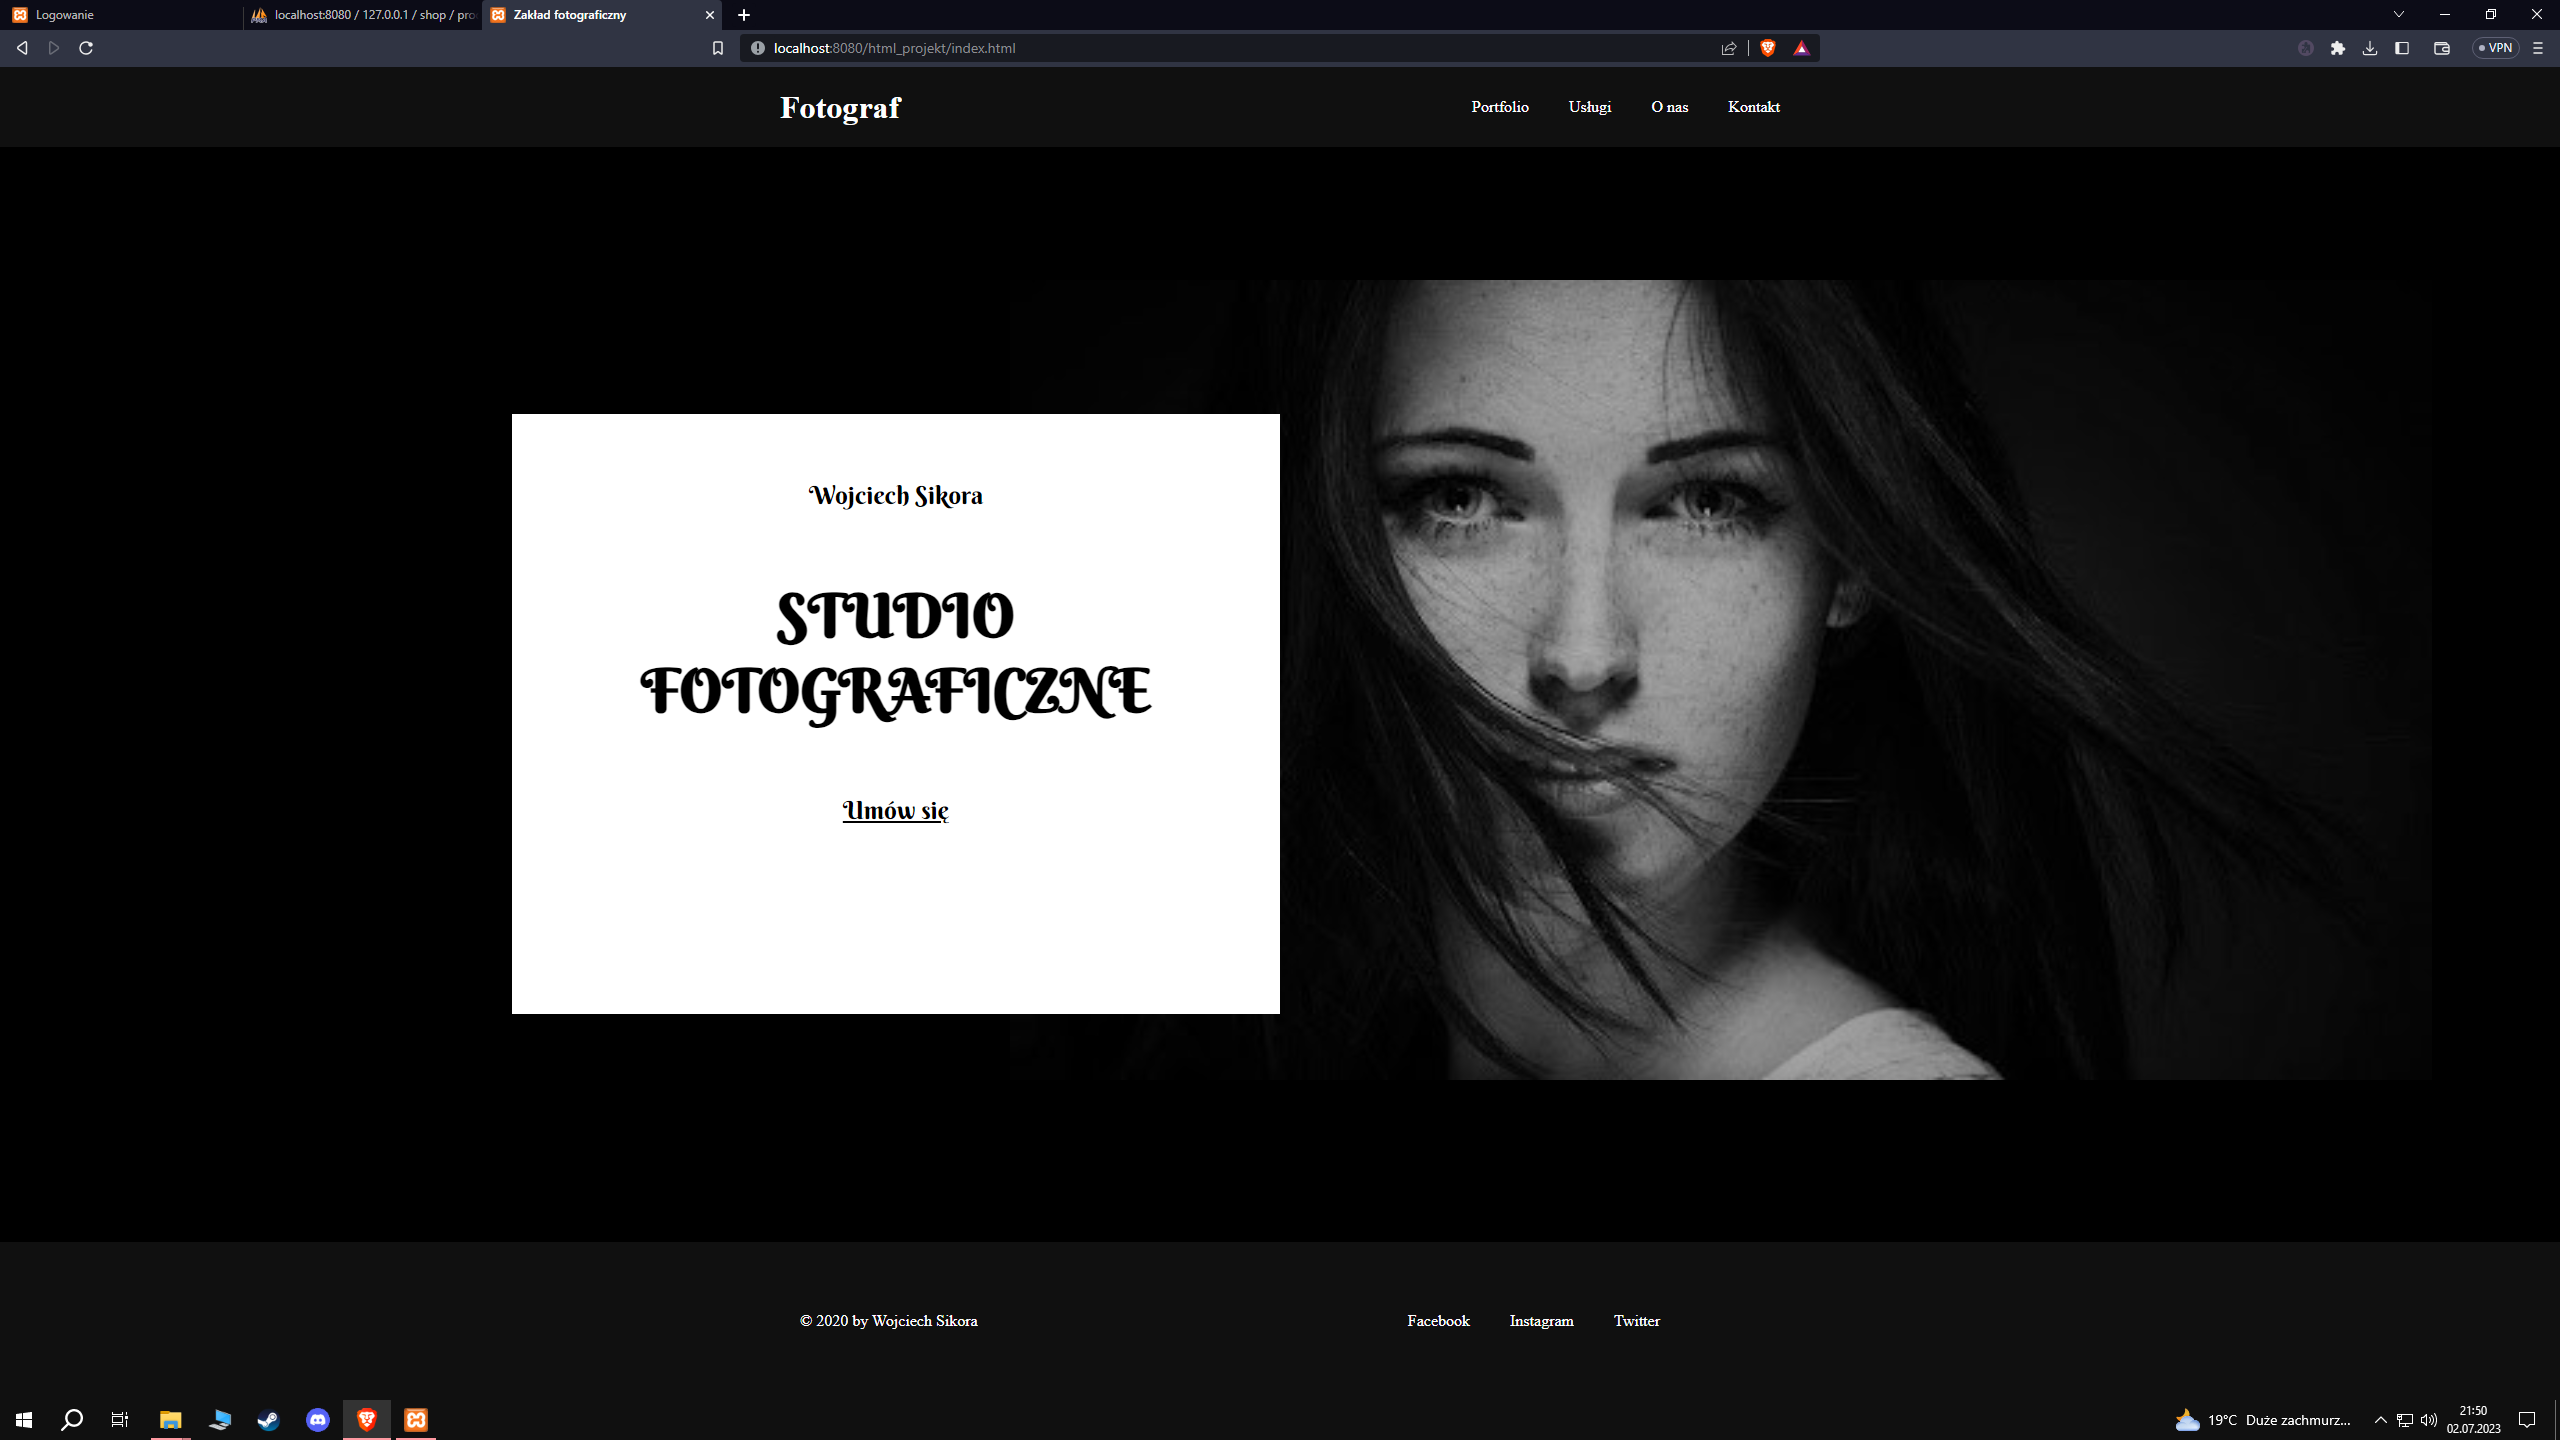 Logowanie
localhost:8080 / 127.0.0.1 / shop / pro
Zakład fotograficzny
localhost:8080/html_projekt/index.html
VPN
Fotograf
Portfolio Usługi O nas Kontakt
Wojciech Sikora
STUDIO
FOTOGRAFICZNE
Umów się
© 2020 by Wojciech Sikora
Facebook Instagram Twitter
19°C Duże zachmurz...
21:50
02.07.2023